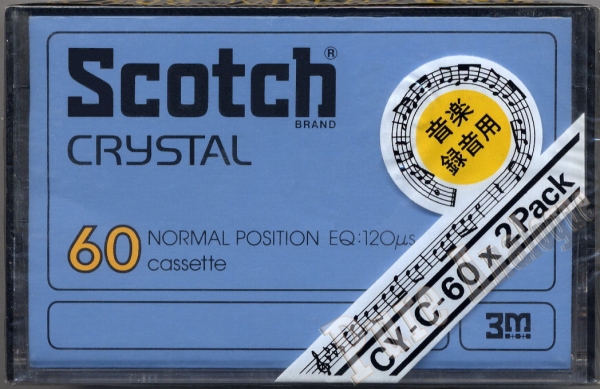 Scotch®
BRAND
CRYSTAL
音楽
録音用
60 NORMAL POSITION EQ:120μs
cassette
CY-C-60 x 2Pack
3M